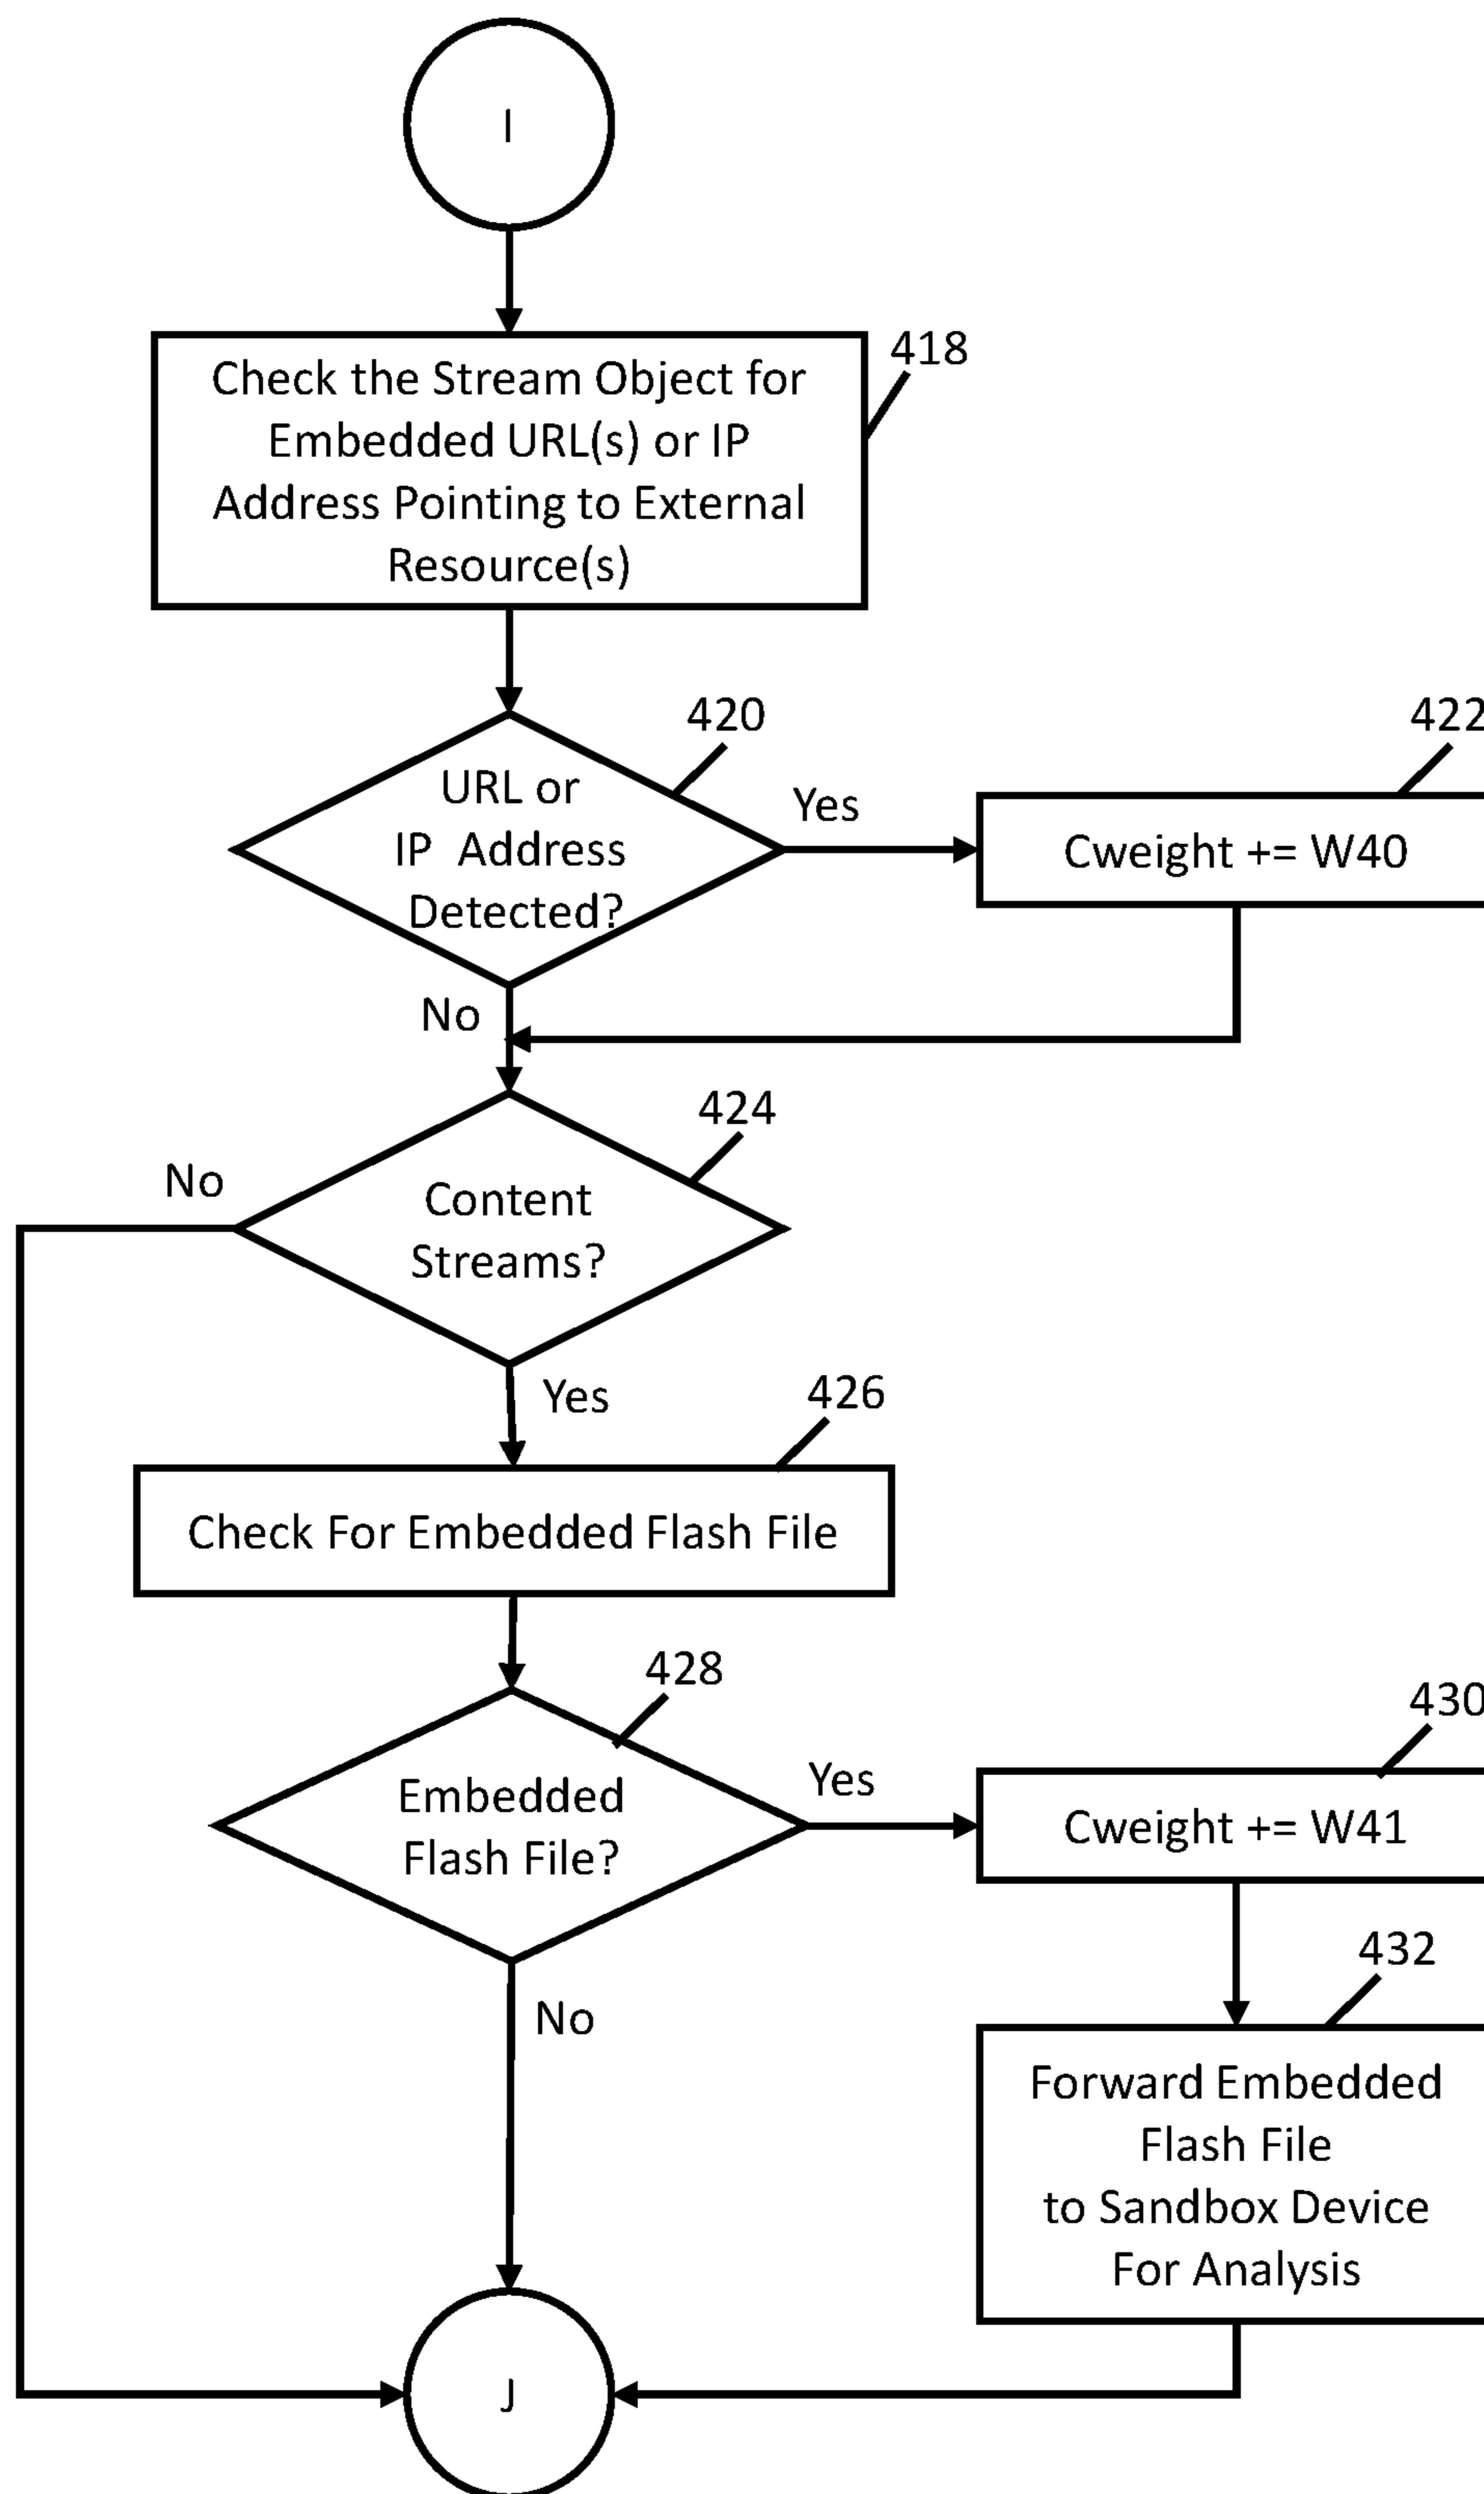 I
Check the Stream Object for
Embedded URL(s) or IP
Address Pointing to External
Resource(s)
418
420
URL or
IP Address
Detected?
Yes
422
Cweight += W40
No
424
Content
Streams?
No
Yes
426
Check For Embedded Flash File
428
Embedded
Flash File?
Yes
430
Cweight += W41
432
No
Forward Embedded
Flash File
to Sandbox Device
For Analysis
J